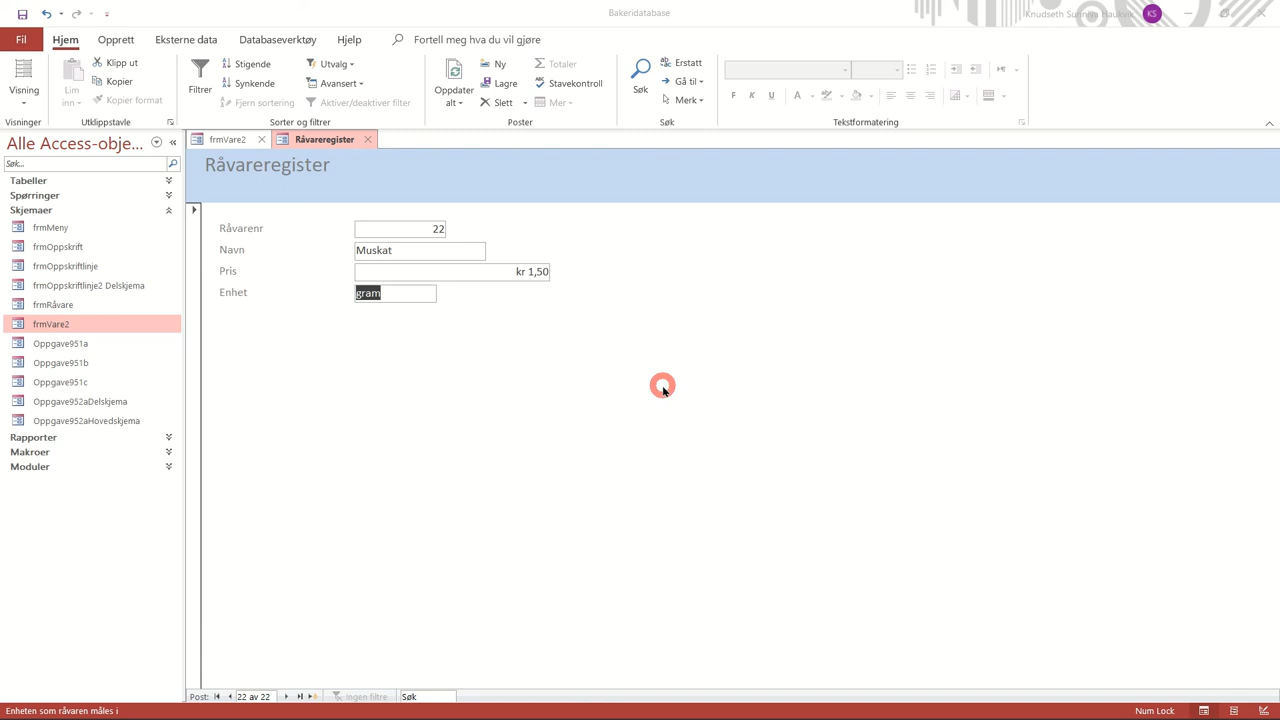 Bakeridatabase
Knudseth Sunniva Haukvik KS
Fil Hjem Opprett Eksterne data Databaseverktøy Hjelp Fortell meg hva du vil gjøre
Visning
Visninger
Lim inn
Klipp ut
Kopier
Kopier format
Utklippstavle
Filtrer
Stigende
Synkende
Fjern sortering
Utvalg
Avansert
Aktiver/deaktiver filter
Sorter og filtrer
Oppdater alt
Ny
Lagre
Slett
Totaler
Stavekontroll
Mer
Poster
Søk
Erstatt
Gå til
Merk
Søk
F K U A
Tekstformatering
Alle Access-obje...
Søk...
Tabeller
Spørringer
Skjemaer
frmMeny
frmOppskrift
frmOppskriftlinje
frmOppskriftlinje2 Delskjema
frmRåvare
frmVare2
Oppgave951a
Oppgave951b
Oppgave951c
Oppgave952aDelskjema
Oppgave952aHovedskjema
Rapporter
Makroer
Moduler
frmVare2 Råvareregister
Råvareregister
Råvarenr 22
Navn Muskat
Pris kr 1,50
Enhet gram
Post: 22 av 22 Ingen filtre Søk
Enheten som råvaren måles i Num Lock